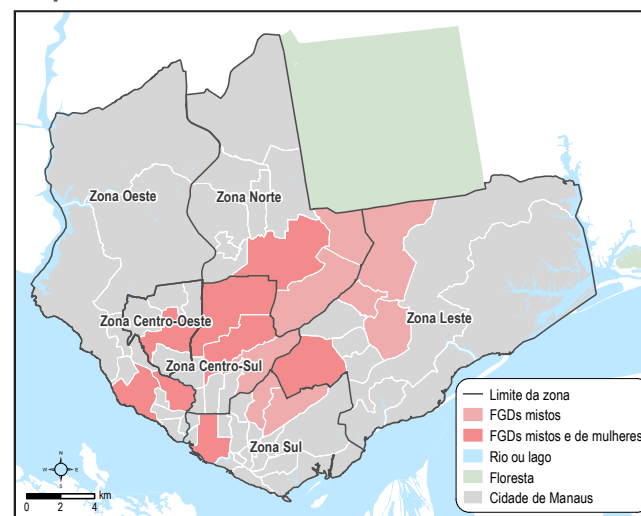 Zona Oeste
Zona Norte
Zona Centro-Oeste
Zona Leste
Zona Centro-Sul
Zona Sul
Limite da zona
FGDs mistos
FGDs mistos e de mulheres
Rio ou lago
Floresta
Cidade de Manaus
N
W E
S
0 2 4 km